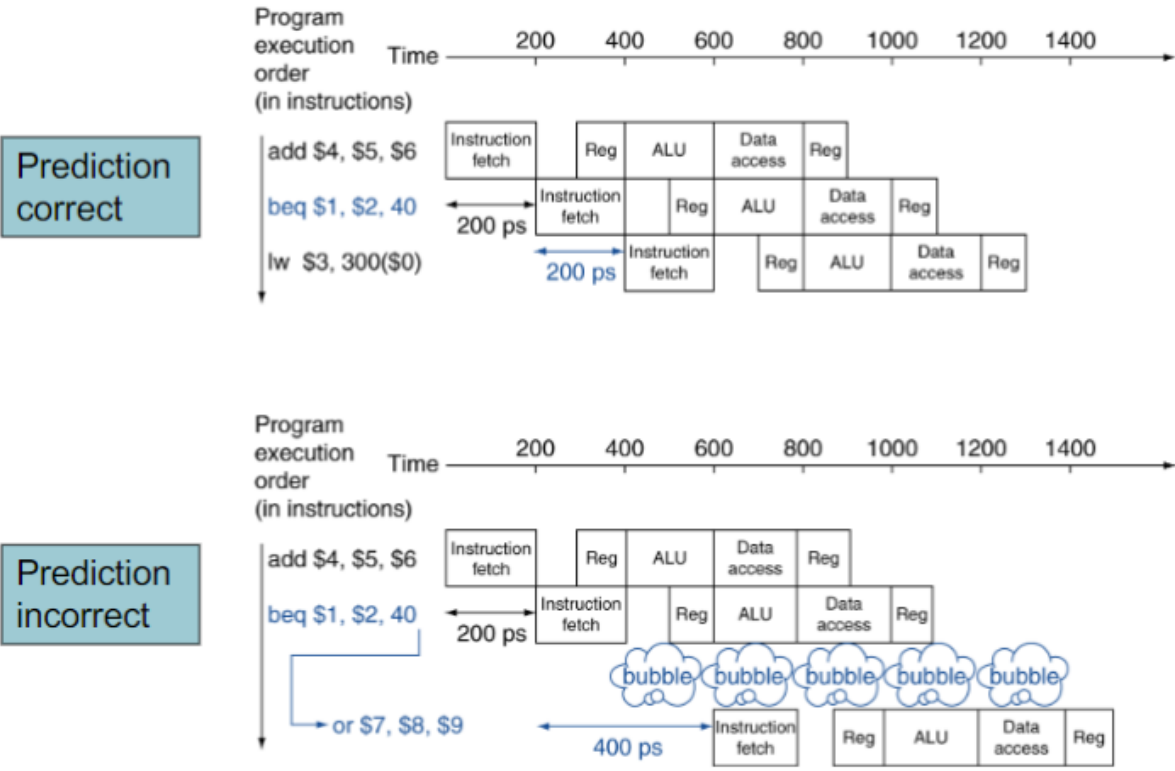 Program
execution
order
(in instructions)
Time
200 400 600 800 1000 1200 1400
Prediction
correct
add $4, $5, $6
Instruction
fetch
Reg
ALU
Data
access
Reg
beq $1, $2, 40
200 ps
Instruction
fetch
Reg
ALU
Data
access
Reg
lw $3, 300($0)
200 ps
Instruction
fetch
Reg
ALU
Data
access
Reg
Program
execution
order
(in instructions)
Time
200 400 600 800 1000 1200 1400
Prediction
incorrect
add $4, $5, $6
Instruction
fetch
Reg
ALU
Data
access
Reg
beq $1, $2, 40
200 ps
Instruction
fetch
Reg
ALU
Data
access
Reg
bubble bubble bubble bubble bubble
or $7, $8, $9
400 ps
Instruction
fetch
Reg
ALU
Data
access
Reg